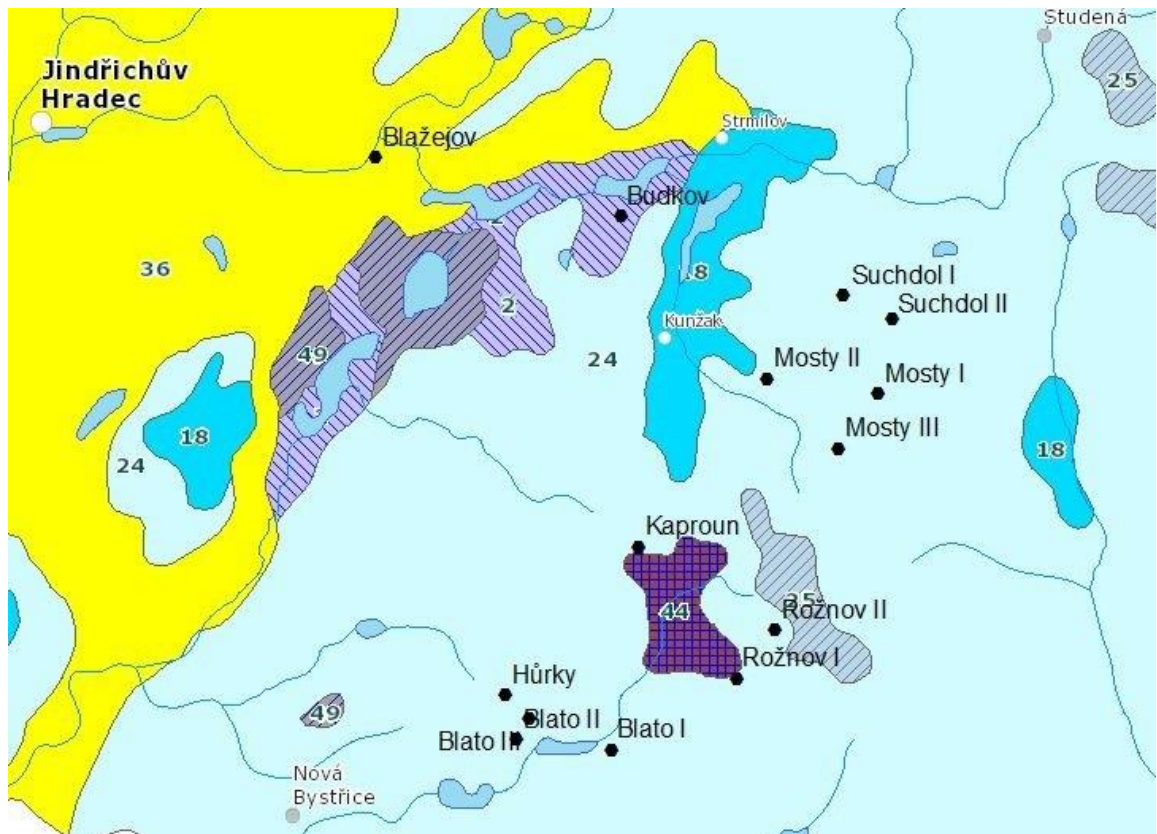 Studená
25
Jindřichův
Hradec
Blažejov
Strmilov
Budkov
2
36
18
Suchdol I
Suchdol II
2
Kunžak
49
24
Mosty II
Mosty I
18
24
Mosty III
18
Kaproun
44
25
Rožnov II
Rožnov I
Hůrky
49
Blato II
Blato III
Blato I
Nová
Bystřice